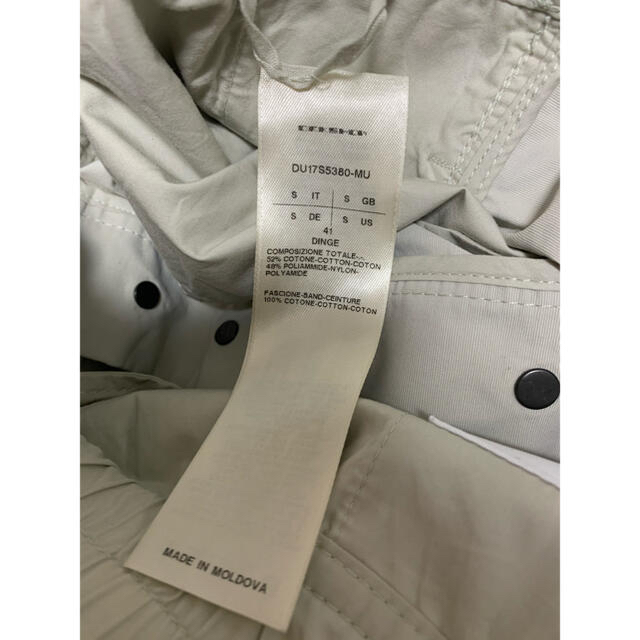 DRKSHDW
DU17S5380-MU
S IT S GB
S DE S US
41
DINGE
COMPOSIZIONE TOTALE-.
52% COTONE-COTTON-COTON
48% POLIAMMIDE-NYLON-
POLYAMIDE
FASCIONE-BAND-CEINTURE
100% COTONE-COTTON-COTON
MADE IN MOLDOVA